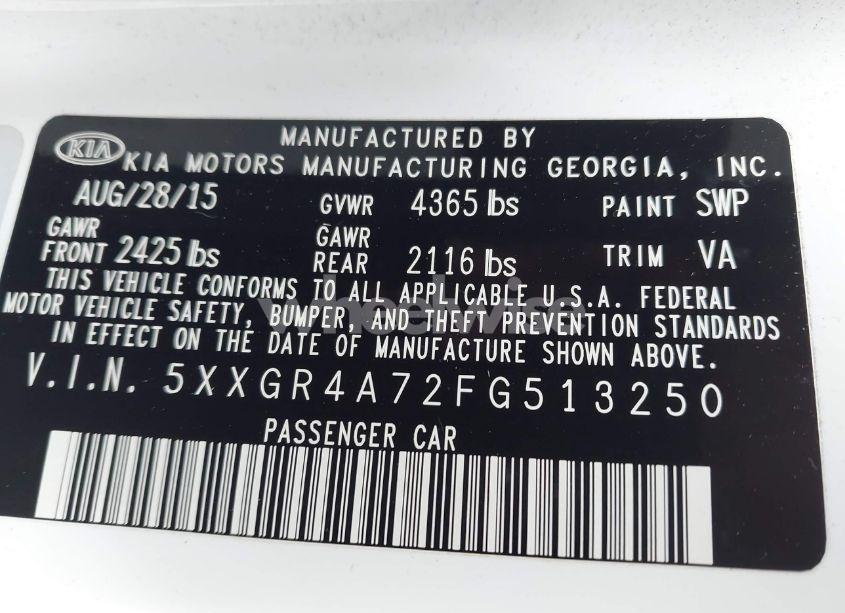 MANUFACTURED BY
KIA KIA MOTORS MANUFACTURING GEORGIA, INC.
AUG/28/15 GVWR 4365 lbs PAINT SWP
GAWR FRONT 2425 lbs GAWR REAR 2116 lbs TRIM VA
THIS VEHICLE CONFORMS TO ALL APPLICABLE U.S.A. FEDERAL
MOTOR VEHICLE SAFETY, BUMPER, AND THEFT PREVENTION STANDARDS
IN EFFECT ON THE DATE OF MANUFACTURE SHOWN ABOVE.
V.I.N. 5XXGR4A72FG513250
PASSENGER CAR
wheelwise